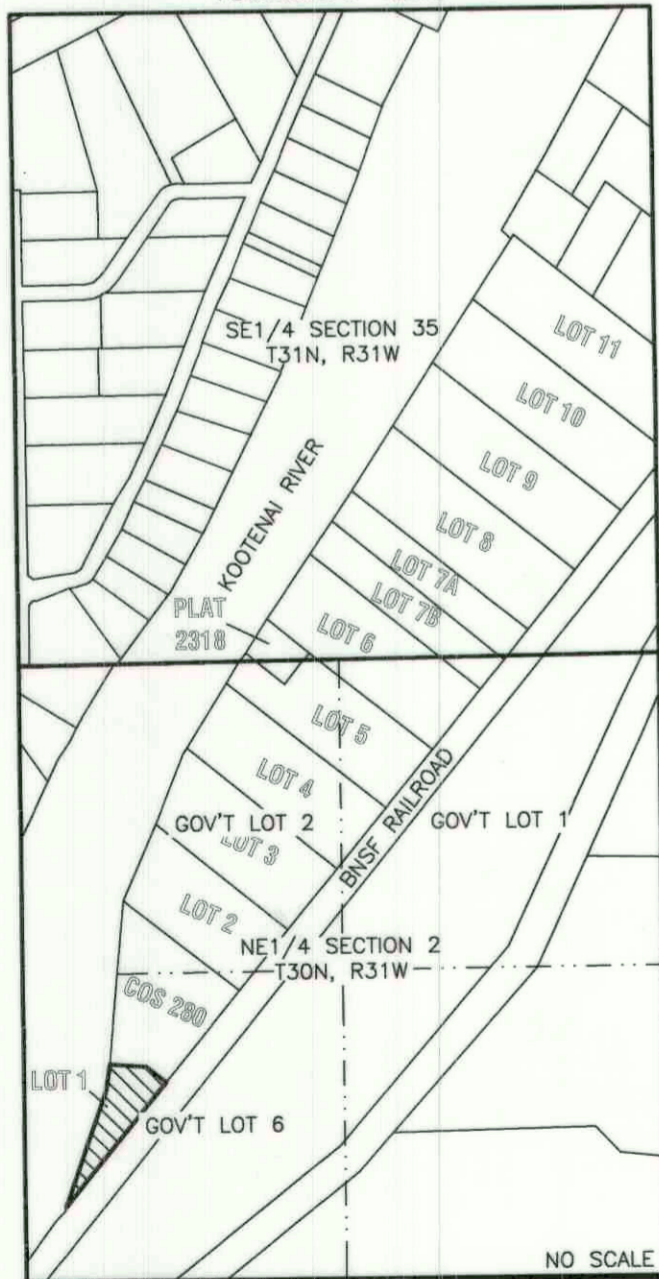 SE1/4 SECTION 35
T31N, R31W
LOT 11
LOT 10
LOT 9
LOT 8
LOT 7A
LOT 7B
KOOTENAI RIVER
PLAT
2318
LOT 6
LOT 5
LOT 4
GOV'T LOT 2
LOT 3
BNSF RAILROAD
GOV'T LOT 1
LOT 2
NE1/4 SECTION 2
T30N, R31W
COS 280
LOT 1
GOV'T LOT 6
NO SCALE